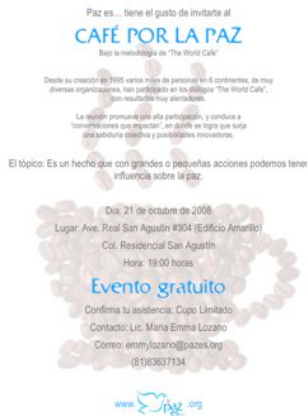 Paz es... tiene el gusto de invitarte al
CAFÉ POR LA PAZ
Bajo la metodología de "The World Cafe"
Desde su creación en 1995 varios miles de personas en 6 continentes, de muy
diversas organizaciones, han participado en los diálogos "The World Cafe",
con resultados muy alentadores.
La reunión promueve una alta participación, y conduce a
"conversaciones que impactan", en donde se logra que surja
una sabiduría colectiva y posibilidades innovadoras.
El tópico: Es un hecho que con grandes o pequeñas acciones podemos tener
influencia sobre la paz.
Dia: 21 de octubre de 2008
Lugar: Ave. Real San Agustín #304 (Edificio Amarillo)
Col. Residencial San Agustín
Hora: 19:00 horas
Evento gratuito
Confirma tu asistencia: Cupo Limitado
Contacto: Lic. Maria Emma Lozano
Correo: emmylozano@pazes.org
(81)83637134
www. paz .org